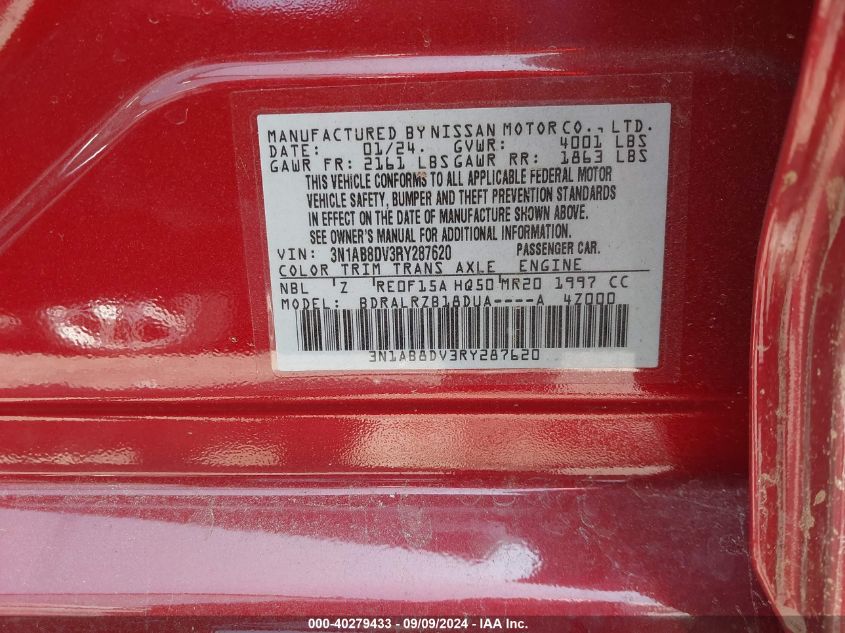 MANUFACTURED BY NISSAN MOTOR CO., LTD.
DATE: 01/24. GVWR: 4001 LBS
GAWR FR: 2161 LBS GAWR RR: 1863 LBS
THIS VEHICLE CONFORMS TO ALL APPLICABLE FEDERAL MOTOR
VEHICLE SAFETY, BUMPER AND THEFT PREVENTION STANDARDS
IN EFFECT ON THE DATE OF MANUFACTURE SHOWN ABOVE.
SEE OWNER'S MANUAL FOR ADDITIONAL INFORMATION.
VIN: 3N1AB8DV3RY287620 PASSENGER CAR.
COLOR TRIM TRANS AXLE ENGINE
NBL 'Z 'RE0F15A HQ50'MR20 1997 CC
MODEL: BDRALRZB18DUA----A 4Z000
3N1AB8DV3RY287620
000-40279433 - 09/09/2024 - IAA Inc.